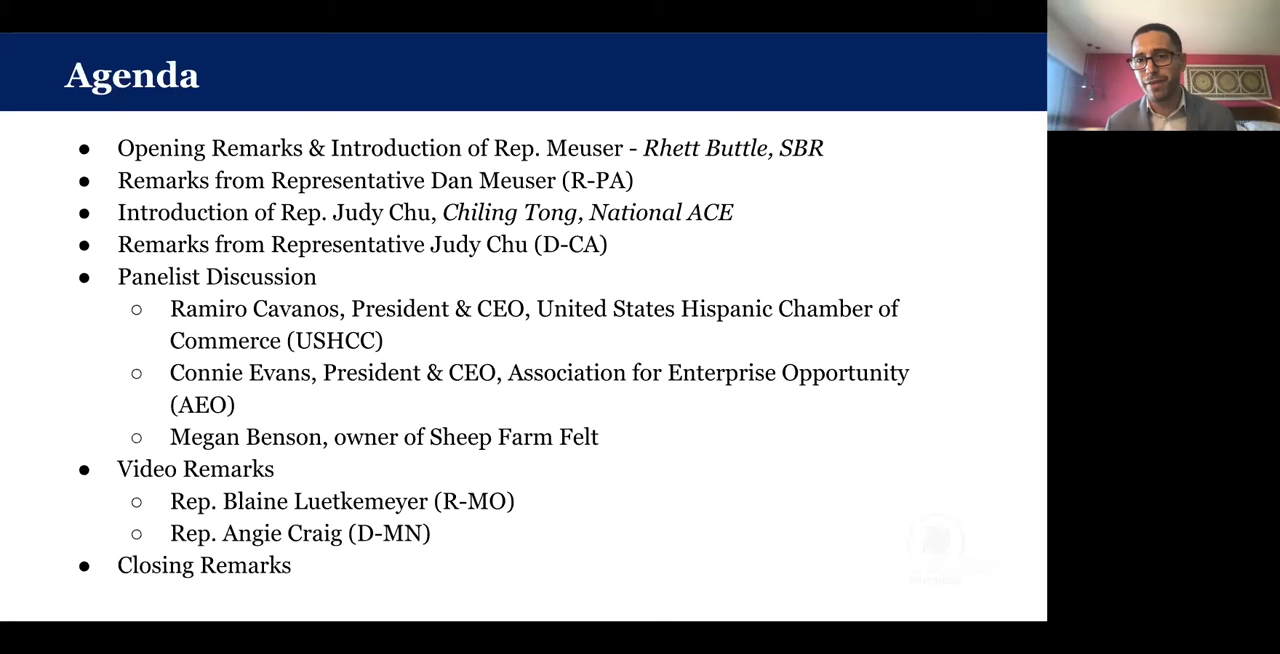 Agenda
● Opening Remarks & Introduction of Rep. Meuser - Rhett Buttle, SBR
● Remarks from Representative Dan Meuser (R-PA)
● Introduction of Rep. Judy Chu, Chiling Tong, National ACE
● Remarks from Representative Judy Chu (D-CA)
● Panelist Discussion
○ Ramiro Cavanos, President & CEO, United States Hispanic Chamber of
Commerce (USHCC)
○ Connie Evans, President & CEO, Association for Enterprise Opportunity
(AEO)
○ Megan Benson, owner of Sheep Farm Felt
● Video Remarks
○ Rep. Blaine Luetkemeyer (R-MO)
○ Rep. Angie Craig (D-MN)
● Closing Remarks